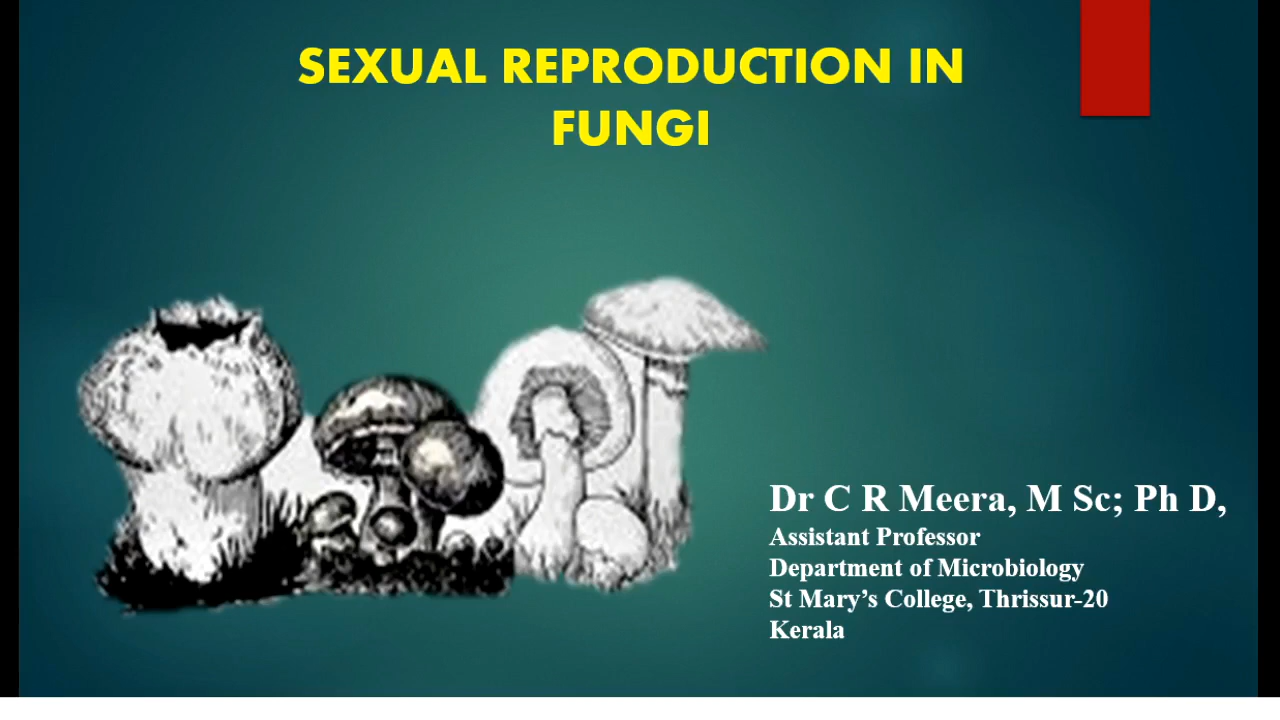 SEXUAL REPRODUCTION IN
FUNGI
Dr C R Meera, M Sc; Ph D,
Assistant Professor
Department of Microbiology
St Mary’s College, Thrissur-20
Kerala